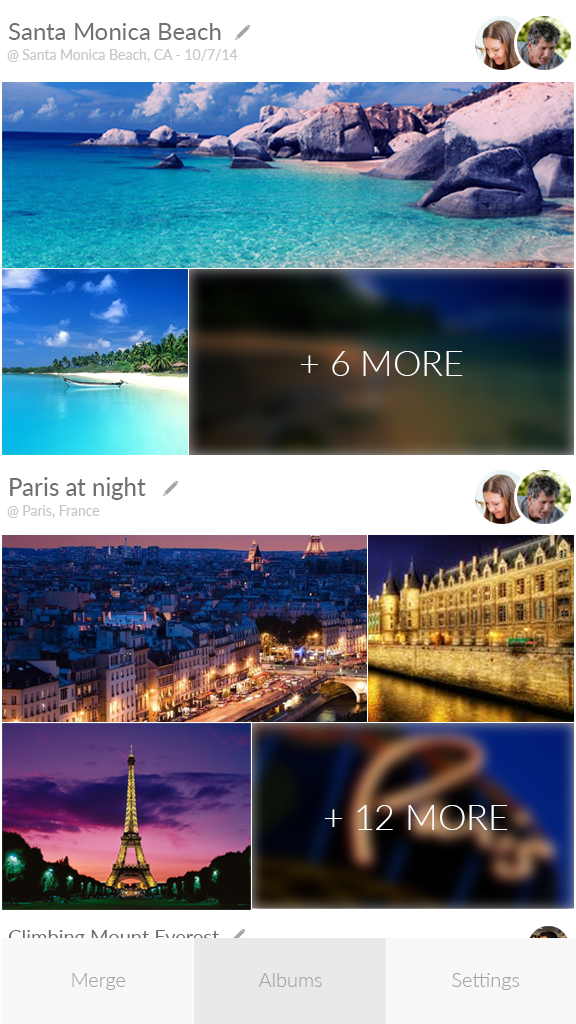 Santa Monica Beach
@ Santa Monica Beach, CA - 10/7/14
+ 6 MORE
Paris at night
@ Paris, France
+ 12 MORE
Climbing Mount Everest
Merge
Albums
Settings